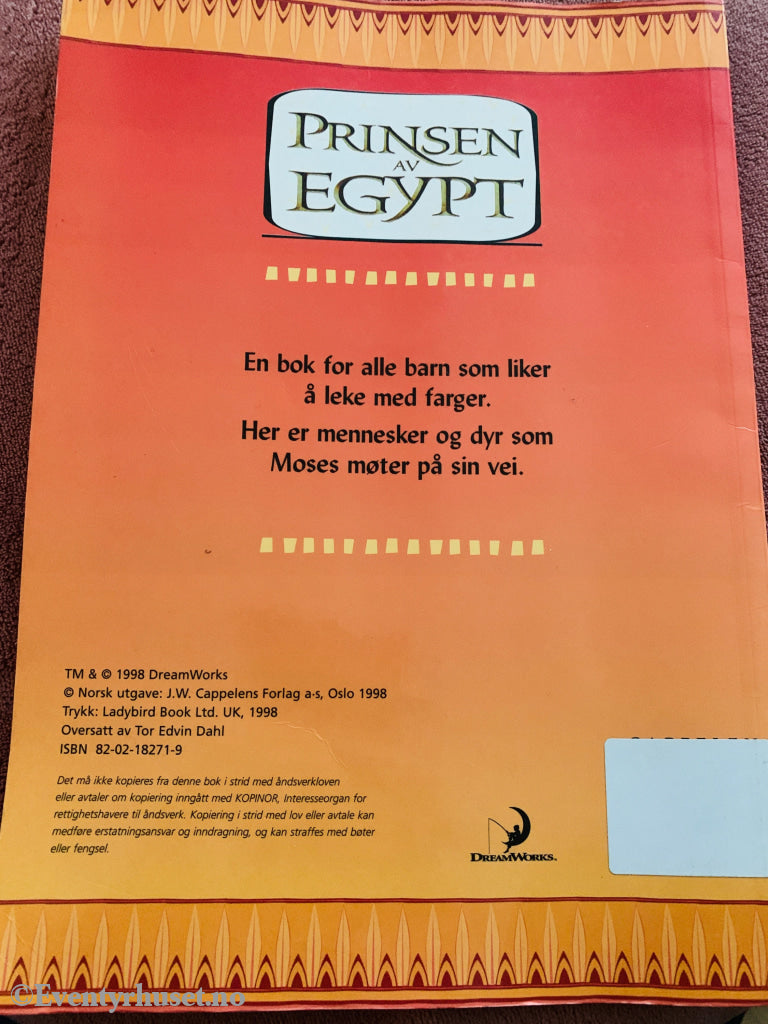 PRINSEN
AV
EGYPT
En bok for alle barn som liker
å leke med farger.
Her er mennesker og dyr som
Moses møter på sin vei.
TM & © 1998 DreamWorks
© Norsk utgave: J.W. Cappelens Forlag a·s, Oslo 1998
Trykk: Ladybird Book Ltd. UK, 1998
Oversatt av Tor Edvin Dahl
ISBN 82-02-18271-9
Det må ikke kopieres fra denne bok i strid med åndsverkloven
eller avtaler om kopiering inngått med KOPINOR, Interesseorgan for
rettighetshavere til åndsverk. Kopiering i strid med lov eller avtale kan
medføre erstatningsansvar og inndragning, og kan straffes med bøter
eller fengsel.
DREAMWORKS.
©Eventyrhuset.no